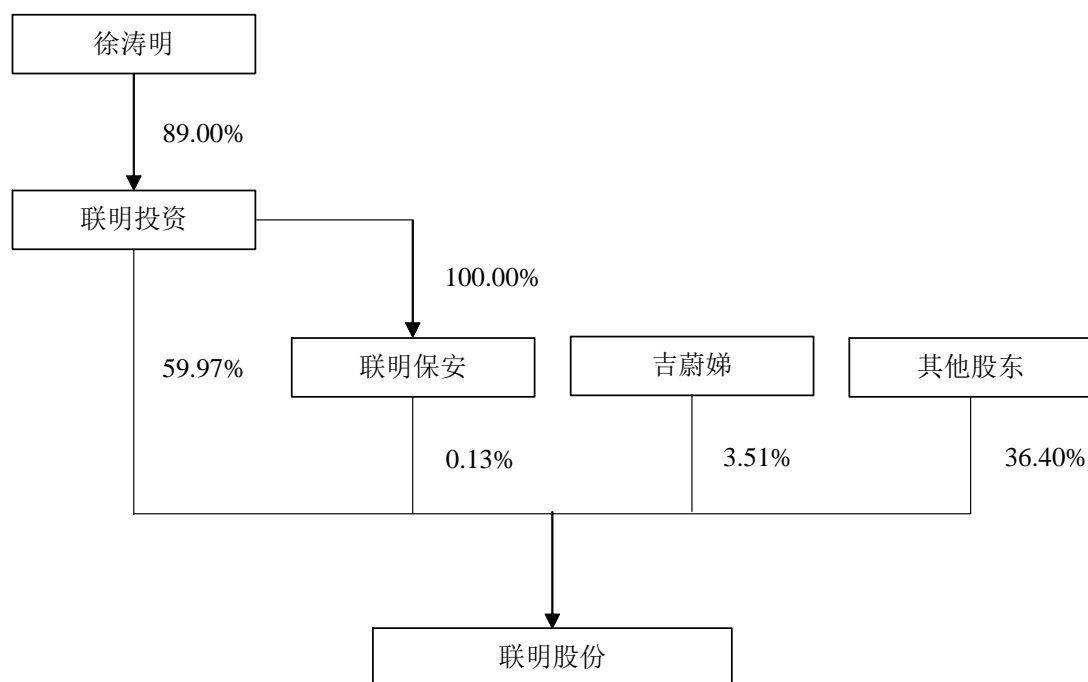 徐涛明
89.00%
联明投资
100.00%
59.97%
联明保安
吉蔚娣
其他股东
0.13%
3.51%
36.40%
联明股份